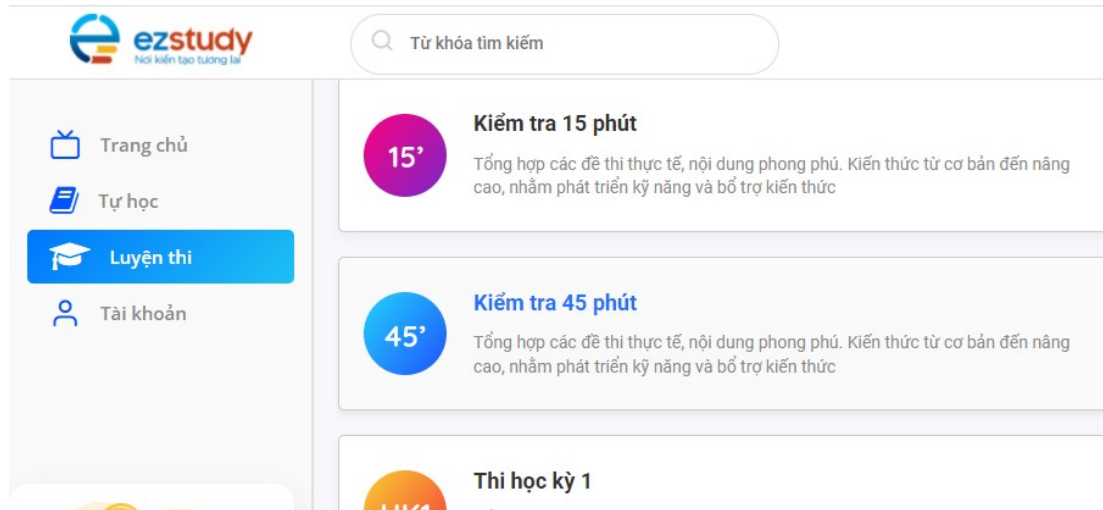 ezstudy
Nơi kiến tạo tương lai
Từ khóa tìm kiếm
Trang chủ
Tự học
Luyện thi
Tài khoản
15’
Kiểm tra 15 phút
Tổng hợp các đề thi thực tế, nội dung phong phú. Kiến thức từ cơ bản đến nâng
cao, nhằm phát triển kỹ năng và bổ trợ kiến thức
45’
Kiểm tra 45 phút
Tổng hợp các đề thi thực tế, nội dung phong phú. Kiến thức từ cơ bản đến nâng
cao, nhằm phát triển kỹ năng và bổ trợ kiến thức
HK1
Thi học kỳ 1